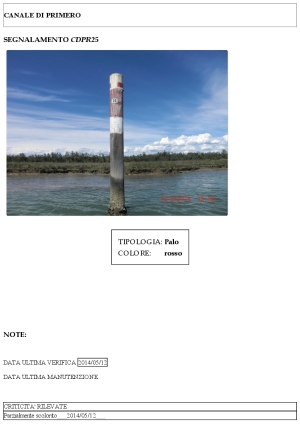 CANALE DI PRIMERO
SEGNALAMENTO CDPR25
TIPOLOGIA: Palo
COLORE: rosso
NOTE:
DATA ULTIMA VERIFICA 2014/05/12
DATA ULTIMA MANUTENZIONE
CRITICITA' RILEVATE
Parzialmente scolorito 2014/05/12